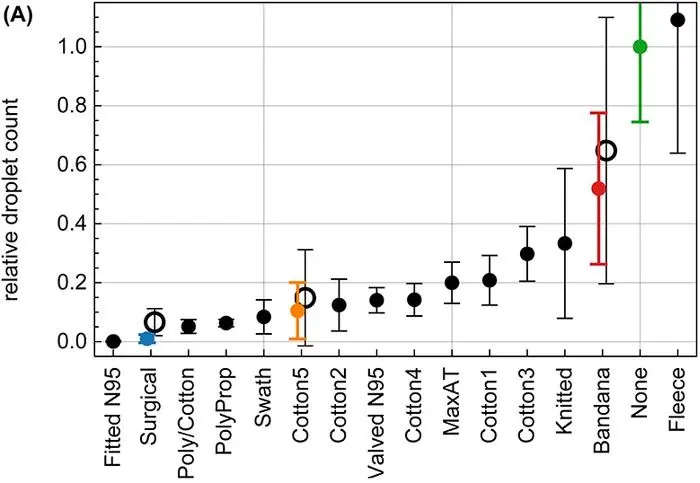 (A)
relative droplet count
1.0
0.8
0.6
0.4
0.2
0.0
Fitted N95
Surgical
Poly/Cotton
PolyProp
Swath
Cotton5
Cotton2
Valved N95
Cotton4
MaxAT
Cotton1
Cotton3
Knitted
Bandana
None
Fleece